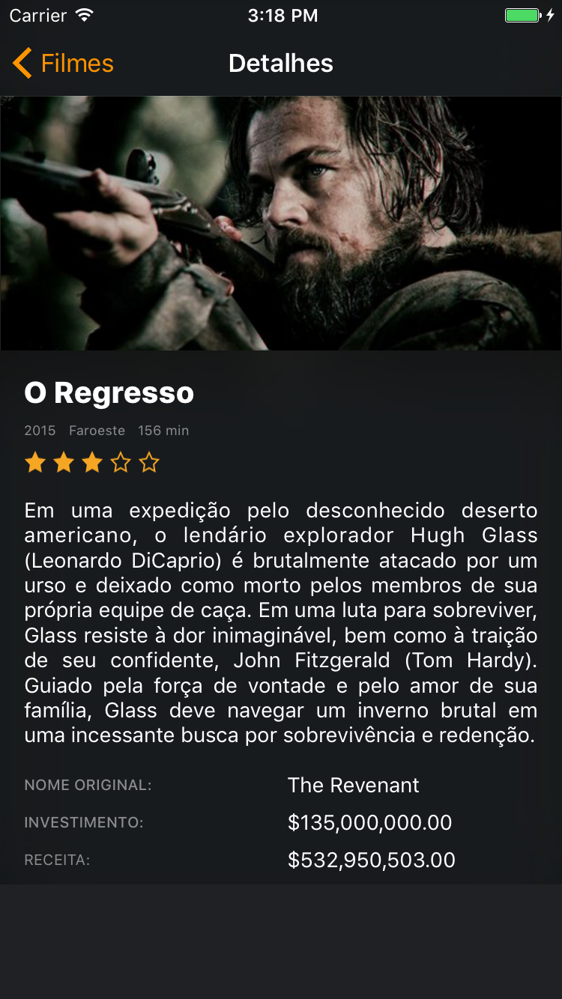 Carrier
3:18 PM
Filmes
Detalhes
O Regresso
2015 Faroeste 156 min
Em uma expedição pelo desconhecido deserto
americano, o lendário explorador Hugh Glass
(Leonardo DiCaprio) é brutalmente atacado por um
urso e deixado como morto pelos membros de sua
própria equipe de caça. Em uma luta para sobreviver,
Glass resiste à dor inimaginável, bem como à traição
de seu confidente, John Fitzgerald (Tom Hardy).
Guiado pela força de vontade e pelo amor de sua
família, Glass deve navegar um inverno brutal em
uma incessante busca por sobrevivência e redenção.
NOME ORIGINAL: The Revenant
INVESTIMENTO: $135,000,000.00
RECEITA: $532,950,503.00